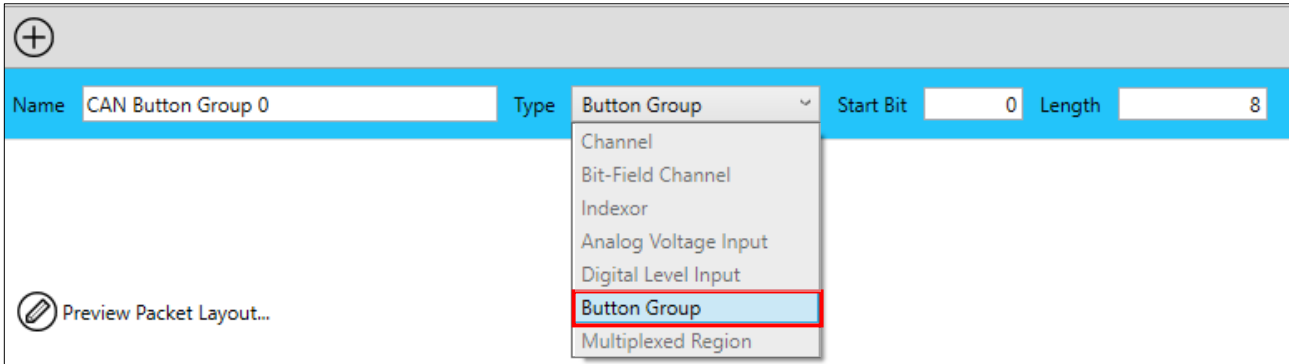 Name CAN Button Group 0 Type Button Group Start Bit 0 Length 8
Channel
Bit-Field Channel
Indexor
Analog Voltage Input
Digital Level Input
Button Group
Preview Packet Layout...
Multiplexed Region